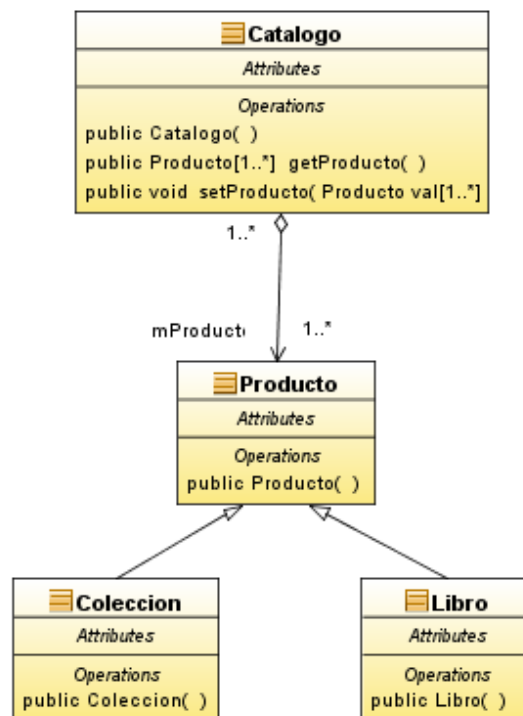 Catalogo
Attributes
Operations
public Catalogo( )
public Producto[1..*] getProducto( )
public void setProducto( Producto val[1..*]
1..*
mProducto 1..*
Producto
Attributes
Operations
public Producto( )
Coleccion
Attributes
Operations
public Coleccion( )
Libro
Attributes
Operations
public Libro( )